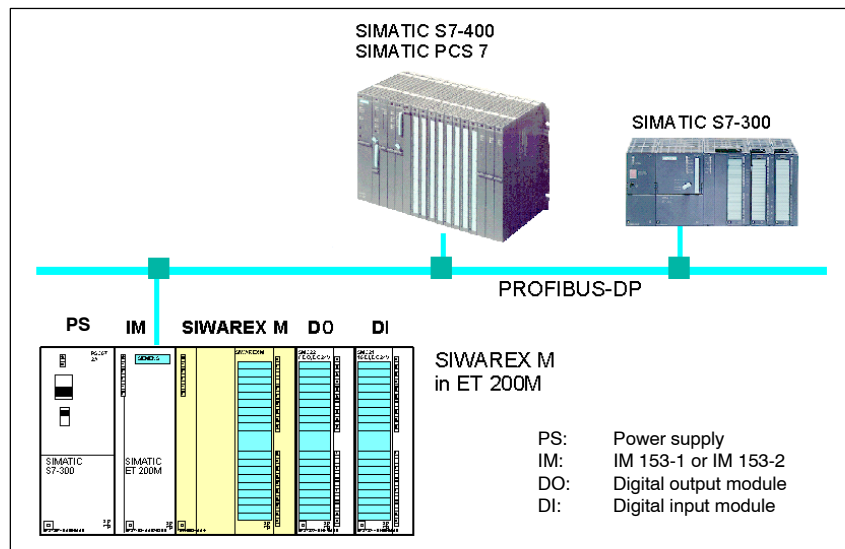 SIMATIC S7-400
SIMATIC PCS 7
SIMATIC S7-300
PROFIBUS-DP
PS IM SIWAREX M DO DI
SIEMENS
SIWAREX M
SIMATIC
S7-300
SIMATIC
ET 200M
SIWAREX M
in ET 200M
PS: Power supply
IM: IM 153-1 or IM 153-2
DO: Digital output module
DI: Digital input module